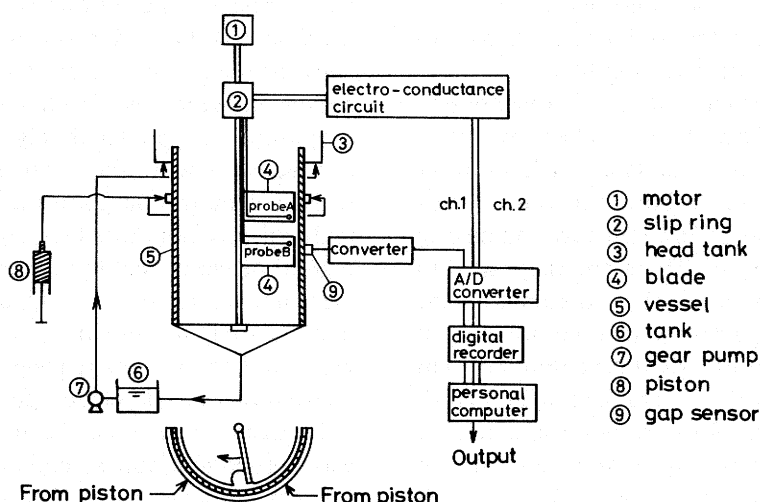 ①
②
electro-conductance
circuit
③
④
probeA
ch.1 ch.2
⑤
probeB
④
converter
⑨
⑧
A/D
converter
digital
recorder
⑥
⑦
personal
computer
Output
From piston
From piston
① motor
② slip ring
③ head tank
④ blade
⑤ vessel
⑥ tank
⑦ gear pump
⑧ piston
⑨ gap sensor